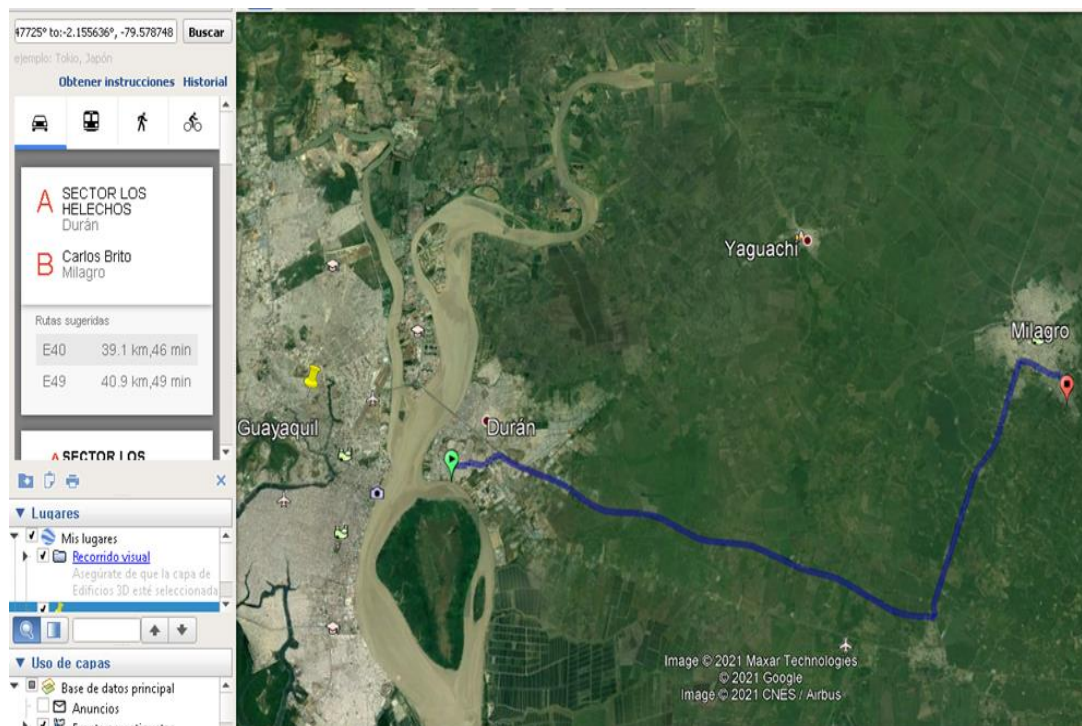 47725° to:-2.155636°, -79.578748
Buscar
ejemplo: Tokio, Japón
Obtener instrucciones Historial
A SECTOR LOS
HELECHOS
Durán
B Carlos Brito
Milagro
Rutas sugeridas
E40 39.1 km,46 min
E49 40.9 km,49 min
A SECTOR LOS
Lugares
Mis lugares
Recorrido visual
Asegúrate de que la capa de
Edificios 3D esté seleccionada
Uso de capas
Base de datos principal
Anuncios
Yaguachi
Milagro
Guayaquil
Durán
Image © 2021 Maxar Technologies
© 2021 Google
Image © 2021 CNES / Airbus